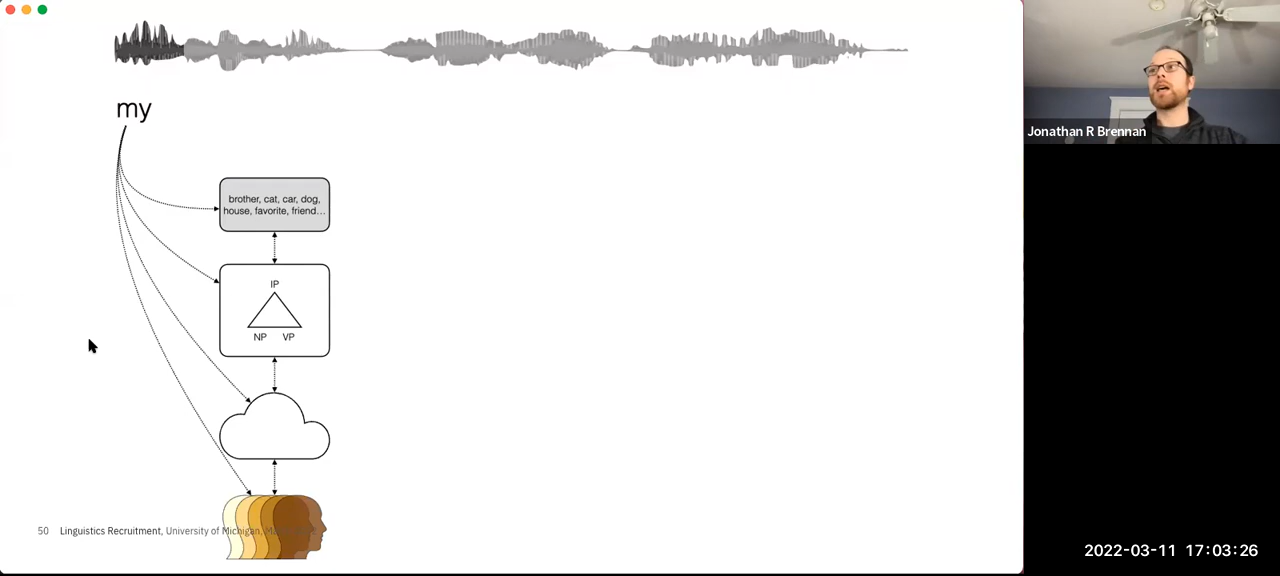 my
Jonathan R Brennan
brother, cat, car, dog,
house, favorite, friend...
IP
NP VP
50 Linguistics Recruitment, University of Michigan,
2022-03-11 17:03:26